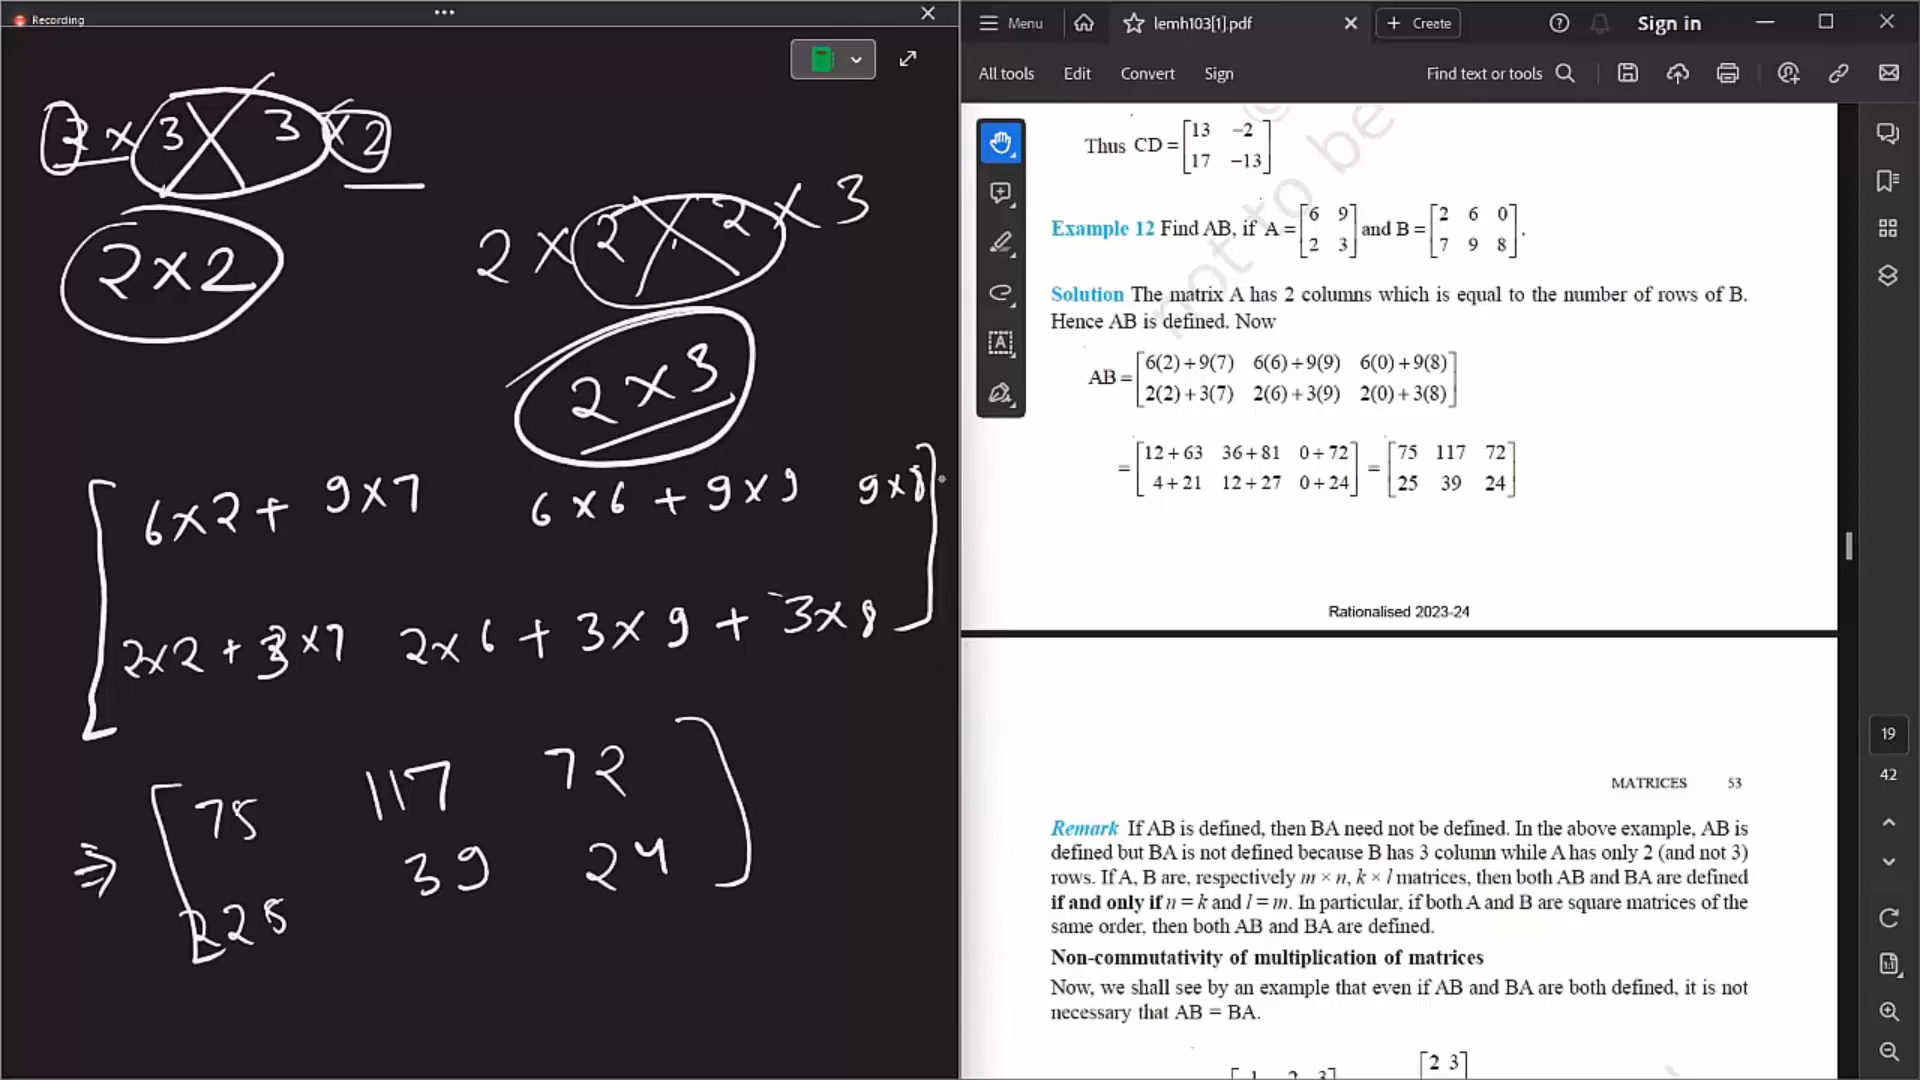 Recording
3 × 3 3 × 2
2 × 2
2 × 2 2 × 3
2 × 3
6×2 + 9×7 6×6 + 9×9 9×8
2×2 + 3×7 2×6 + 3×9 + 3×8
⇒ 75 117 72
225 39 24
Menu lemh103[1].pdf + Create Sign in
All tools Edit Convert Sign Find text or tools
Thus CD = [13 −2
17 −13]
Example 12 Find AB, if A = [6 9 and B = [2 6 0
2 3] 7 9 8].
Solution The matrix A has 2 columns which is equal to the number of rows of B.
Hence AB is defined. Now
AB = [6(2)+9(7) 6(6)+9(9) 6(0)+9(8)
2(2)+3(7) 2(6)+3(9) 2(0)+3(8)]
= [12+63 36+81 0+72 = [75 117 72
4+21 12+27 0+24] 25 39 24]
Rationalised 2023-24
not to be
MATRICES 53
Remark If AB is defined, then BA need not be defined. In the above example, AB is
defined but BA is not defined because B has 3 column while A has only 2 (and not 3)
rows. If A, B are, respectively m × n, k × l matrices, then both AB and BA are defined
if and only if n = k and l = m. In particular, if both A and B are square matrices of the
same order, then both AB and BA are defined.
Non-commutativity of multiplication of matrices
Now, we shall see by an example that even if AB and BA are both defined, it is not
necessary that AB = BA.
2 3
19
42